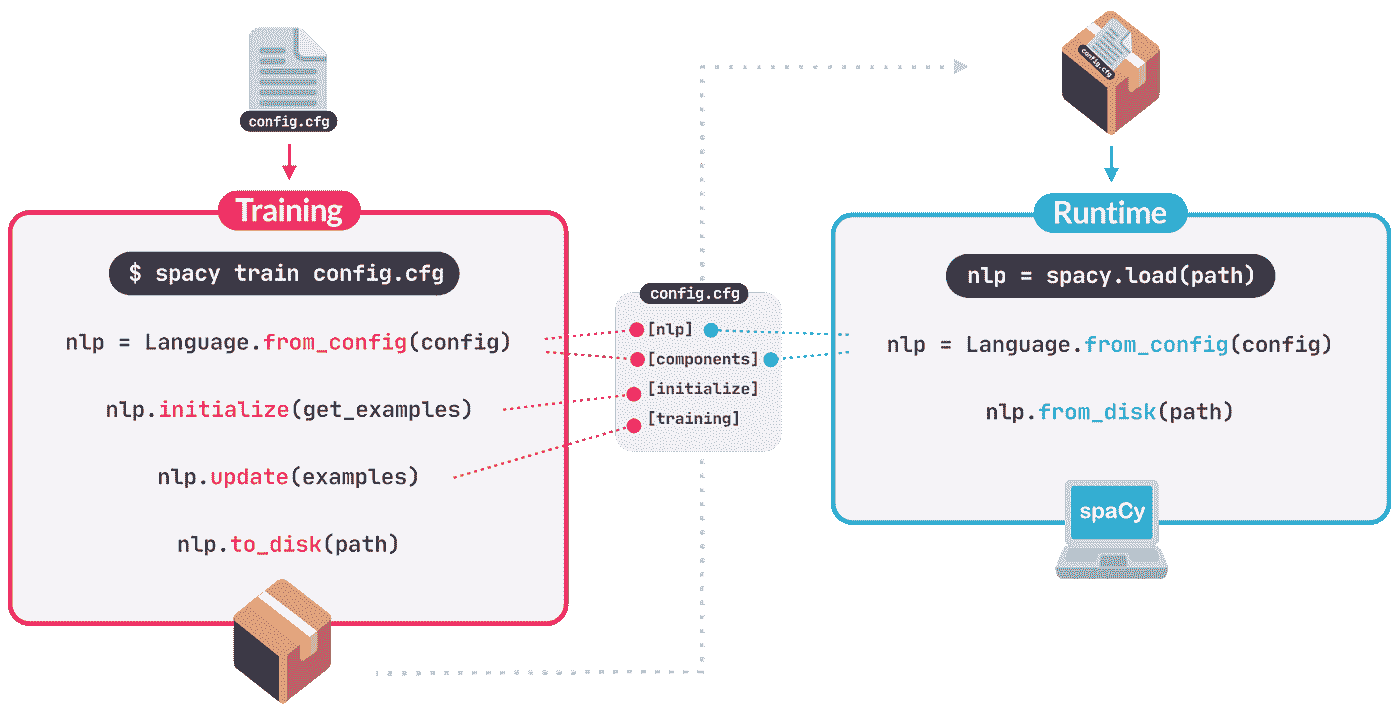 config.cfg
Training
$ spacy train config.cfg
nlp = Language.from_config(config)
nlp.initialize(get_examples)
nlp.update(examples)
nlp.to_disk(path)
config.cfg
[nlp]
[components]
[initialize]
[training]
config.cfg
Runtime
nlp = spacy.load(path)
nlp = Language.from_config(config)
nlp.from_disk(path)
spaCy